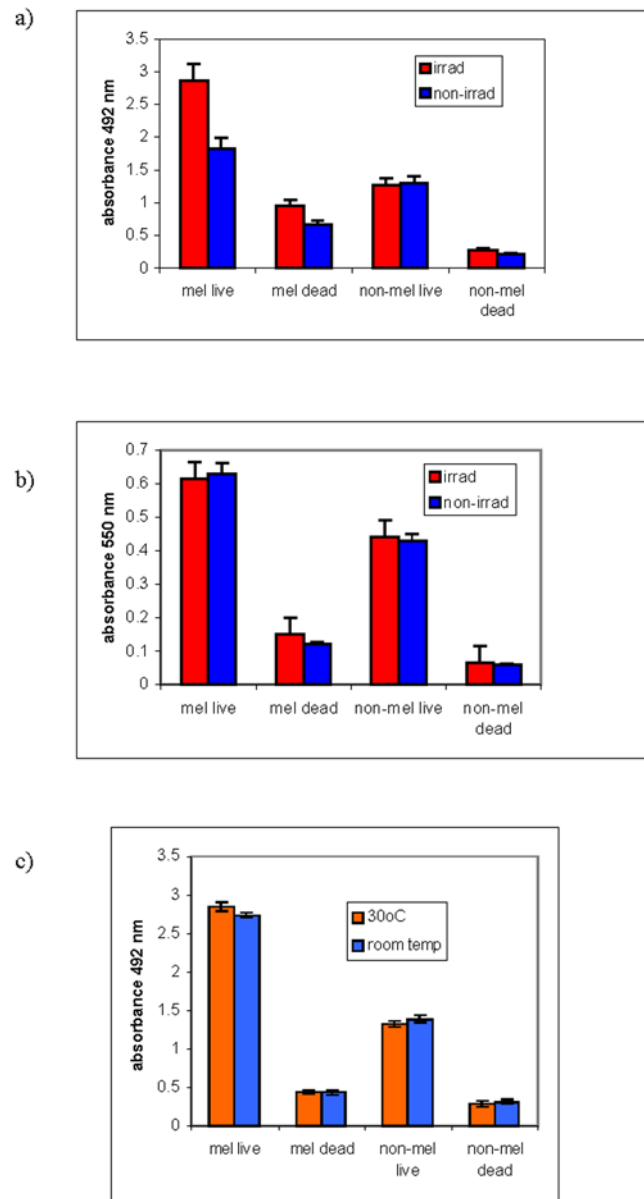 a)
absorbance 492 nm
3.5
3
2.5
2
1.5
1
0.5
0
irrad
non-irrad
mel live mel dead non-mel live non-mel
dead
b)
absorbance 550 nm
0.7
0.6
0.5
0.4
0.3
0.2
0.1
0
irrad
non-irrad
mel live mel dead non-mel live non-mel
dead
c)
absorbance 492 nm
3.5
3
2.5
2
1.5
1
0.5
0
30oC
room temp
mel live mel dead non-mel non-mel
live dead